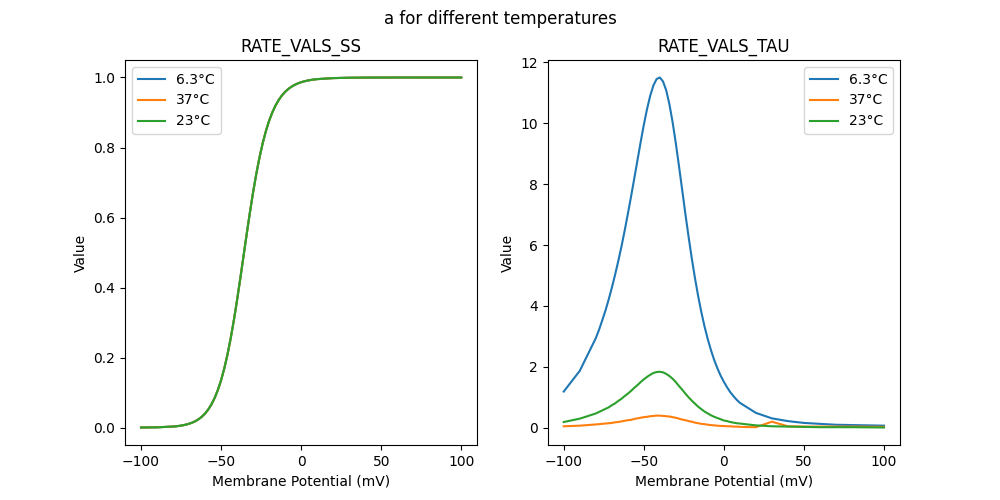 a for different temperatures
RATE_VALS_SS
RATE_VALS_TAU
6.3°C
37°C
23°C
6.3°C
37°C
23°C
1.0
0.8
0.6
0.4
0.2
0.0
Value
−100
−50
0
50
100
Membrane Potential (mV)
12
10
8
6
4
2
0
Value
−100
−50
0
50
100
Membrane Potential (mV)